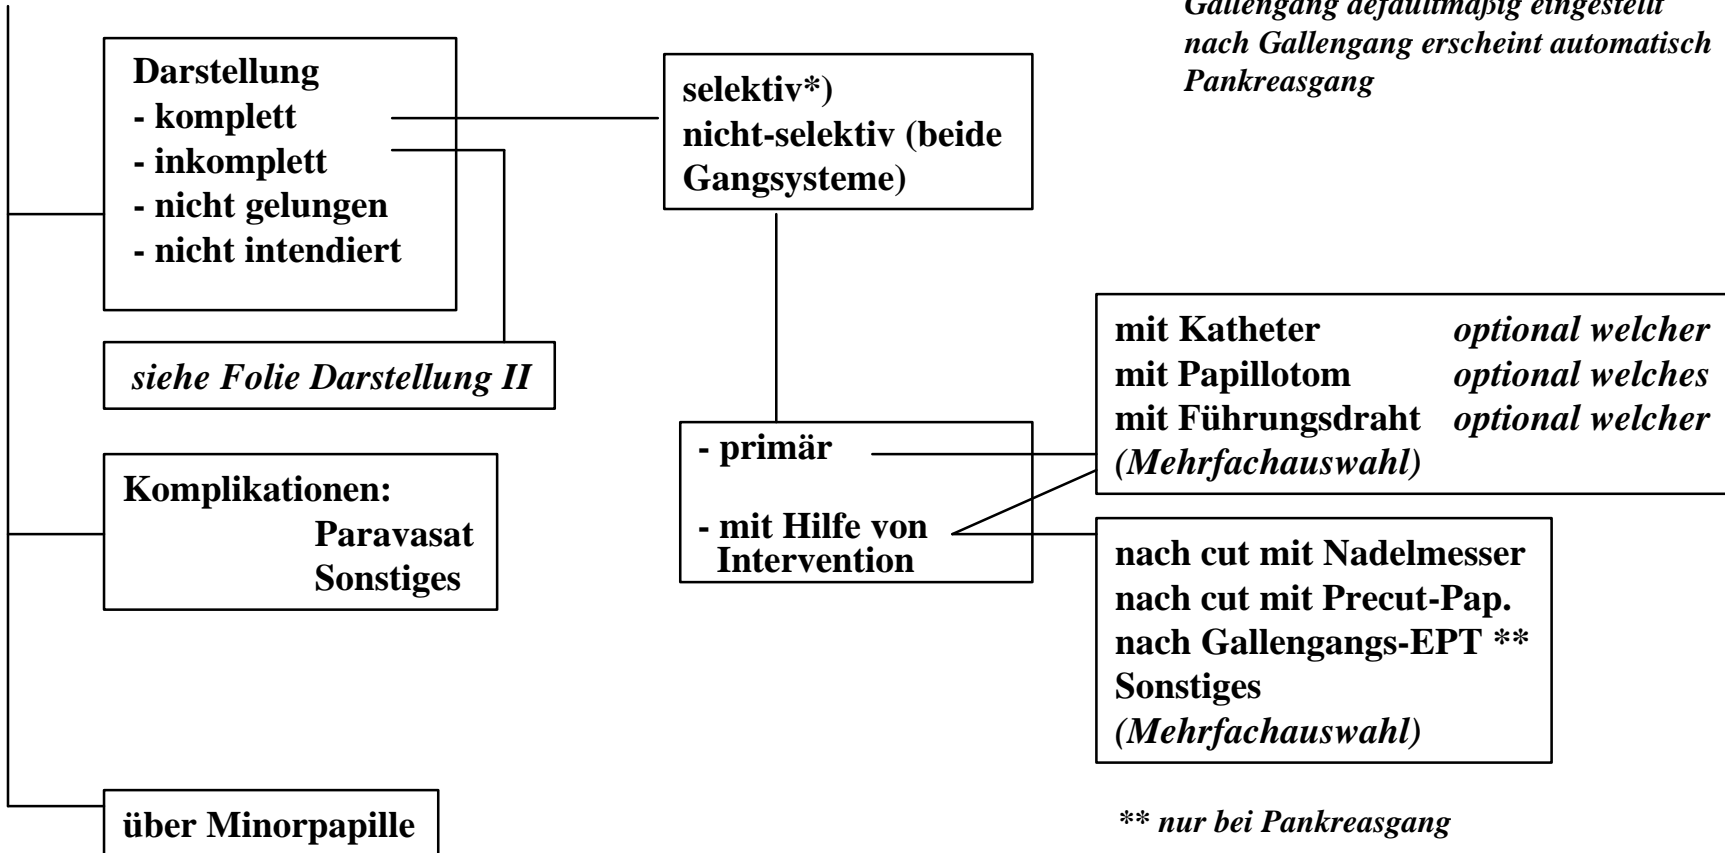 Gallengang defaultmäßig eingestellt
nach Gallengang erscheint automatisch
Pankreasgang
Darstellung
- komplett
- inkomplett
- nicht gelungen
- nicht intendiert
selektiv*)
nicht-selektiv (beide
Gangsysteme)
siehe Folie Darstellung II
mit Katheter optional welcher
mit Papillotom optional welches
mit Führungsdraht optional welcher
(Mehrfachauswahl)
- primär
- mit Hilfe von
Intervention
Komplikationen:
Paravasat
Sonstiges
nach cut mit Nadelmesser
nach cut mit Precut-Pap.
nach Gallengangs-EPT **
Sonstiges
(Mehrfachauswahl)
über Minorpapille
** nur bei Pankreasgang